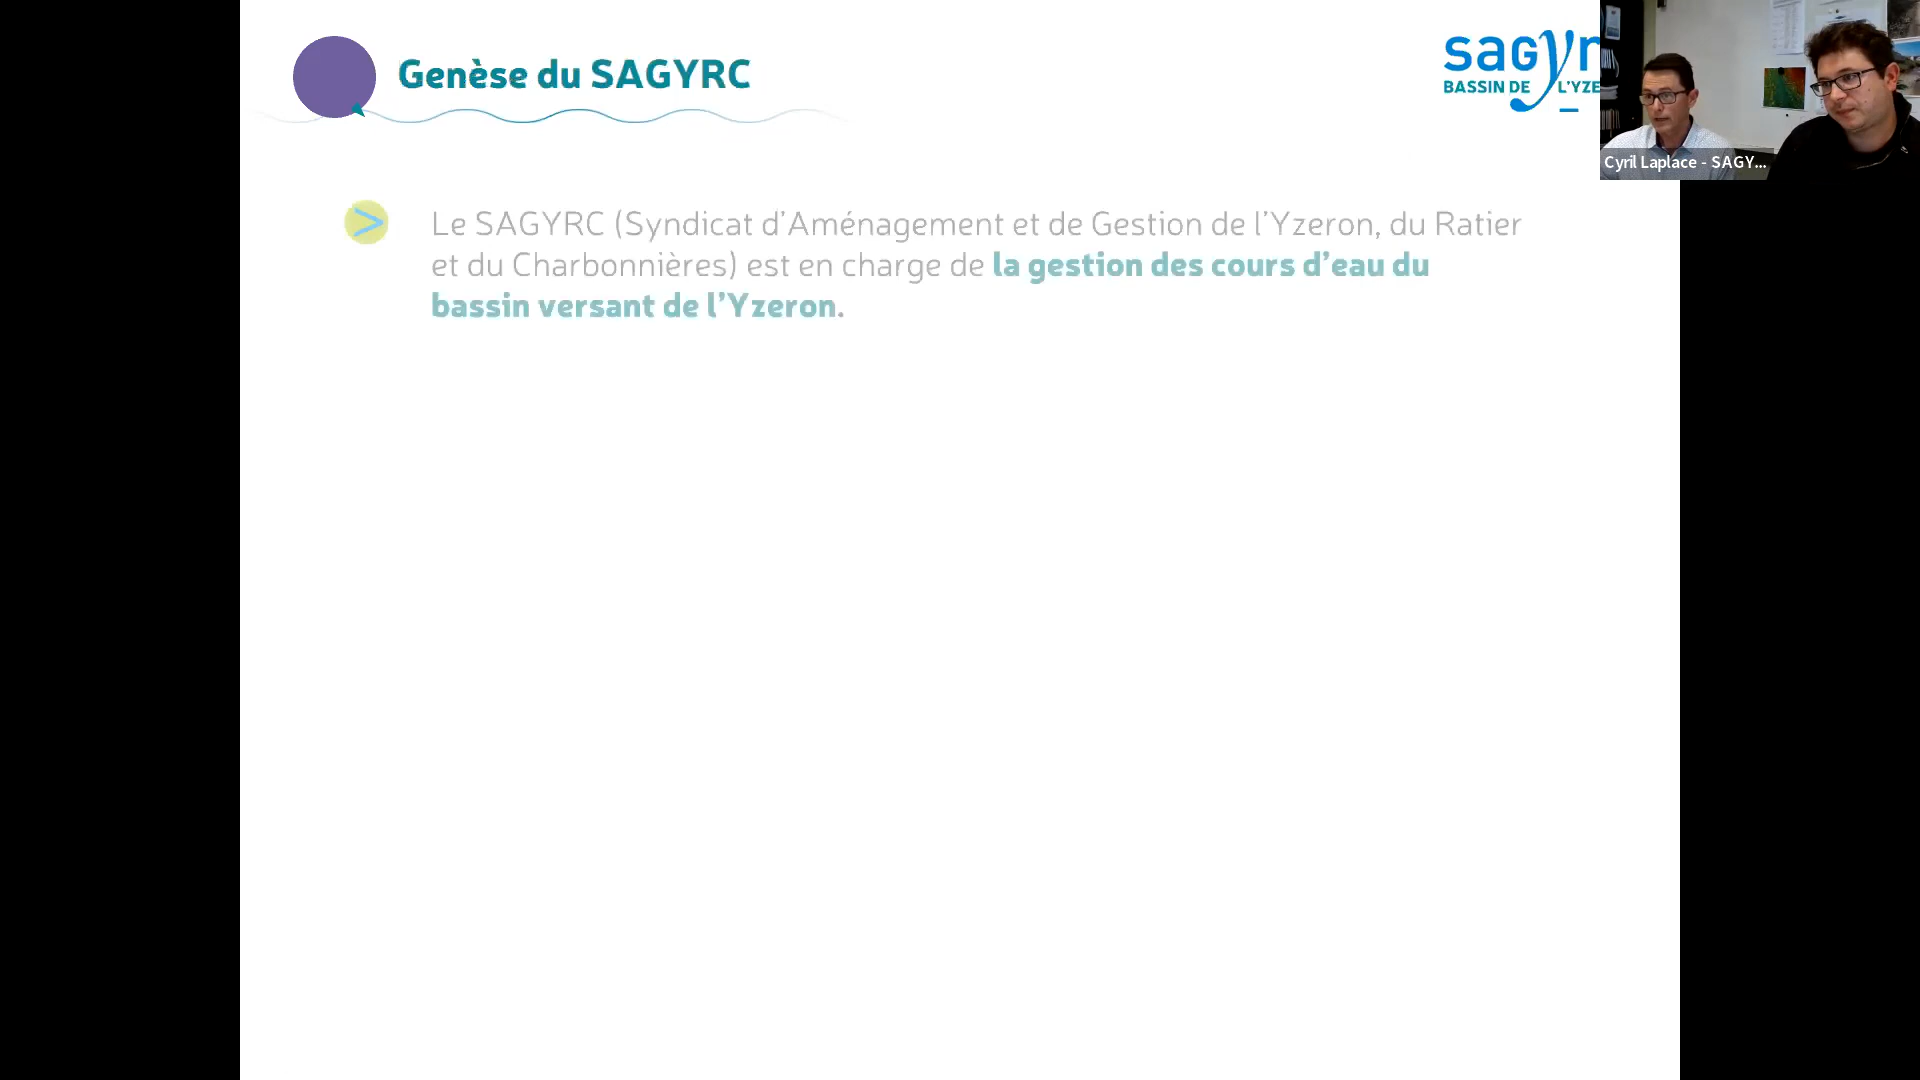 Genèse du SAGYRC
sagyr
BASSIN DE L'YZE
Cyril Laplace - SAGY...
>
Le SAGYRC (Syndicat d'Aménagement et de Gestion de l'Yzeron, du Ratier
et du Charbonnières) est en charge de la gestion des cours d'eau du
bassin versant de l'Yzeron.